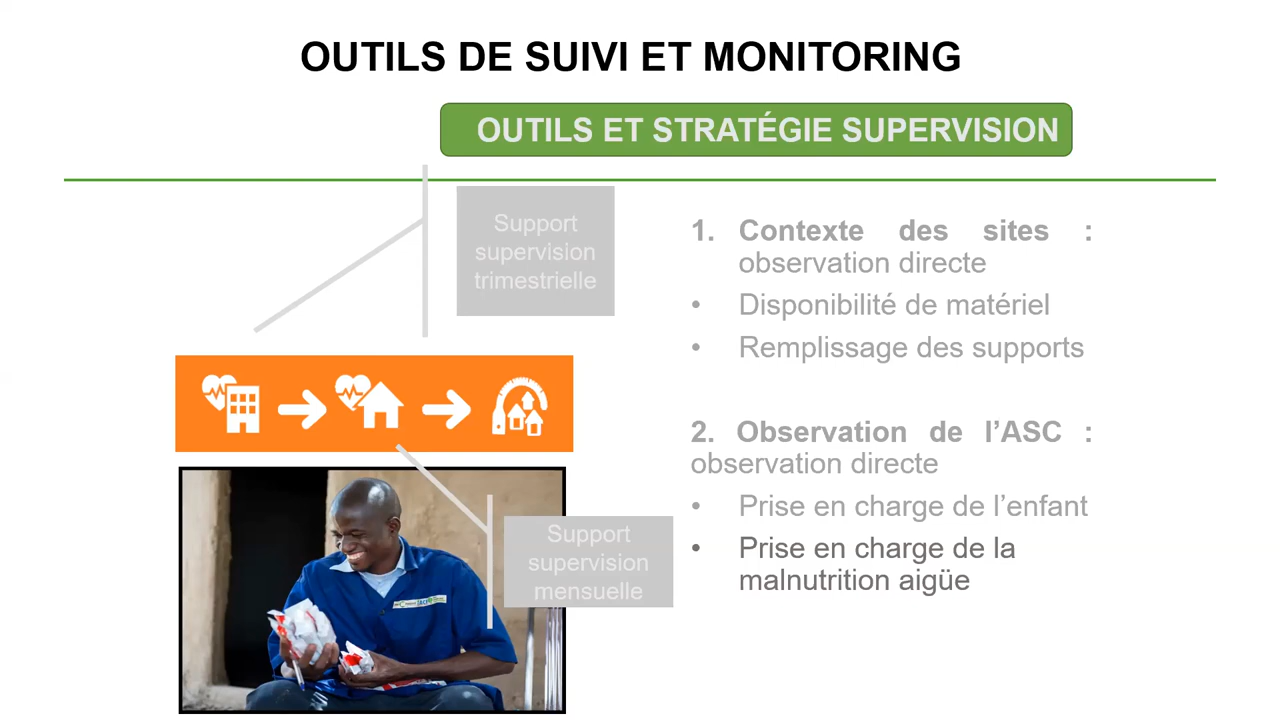 OUTILS DE SUIVI ET MONITORING
OUTILS ET STRATÉGIE SUPERVISION
Support
supervision
trimestrielle
1. Contexte des sites :
observation directe
• Disponibilité de matériel
• Remplissage des supports
2. Observation de l’ASC :
observation directe
• Prise en charge de l’enfant
• Prise en charge de la
malnutrition aigüe
Support
supervision
mensuelle